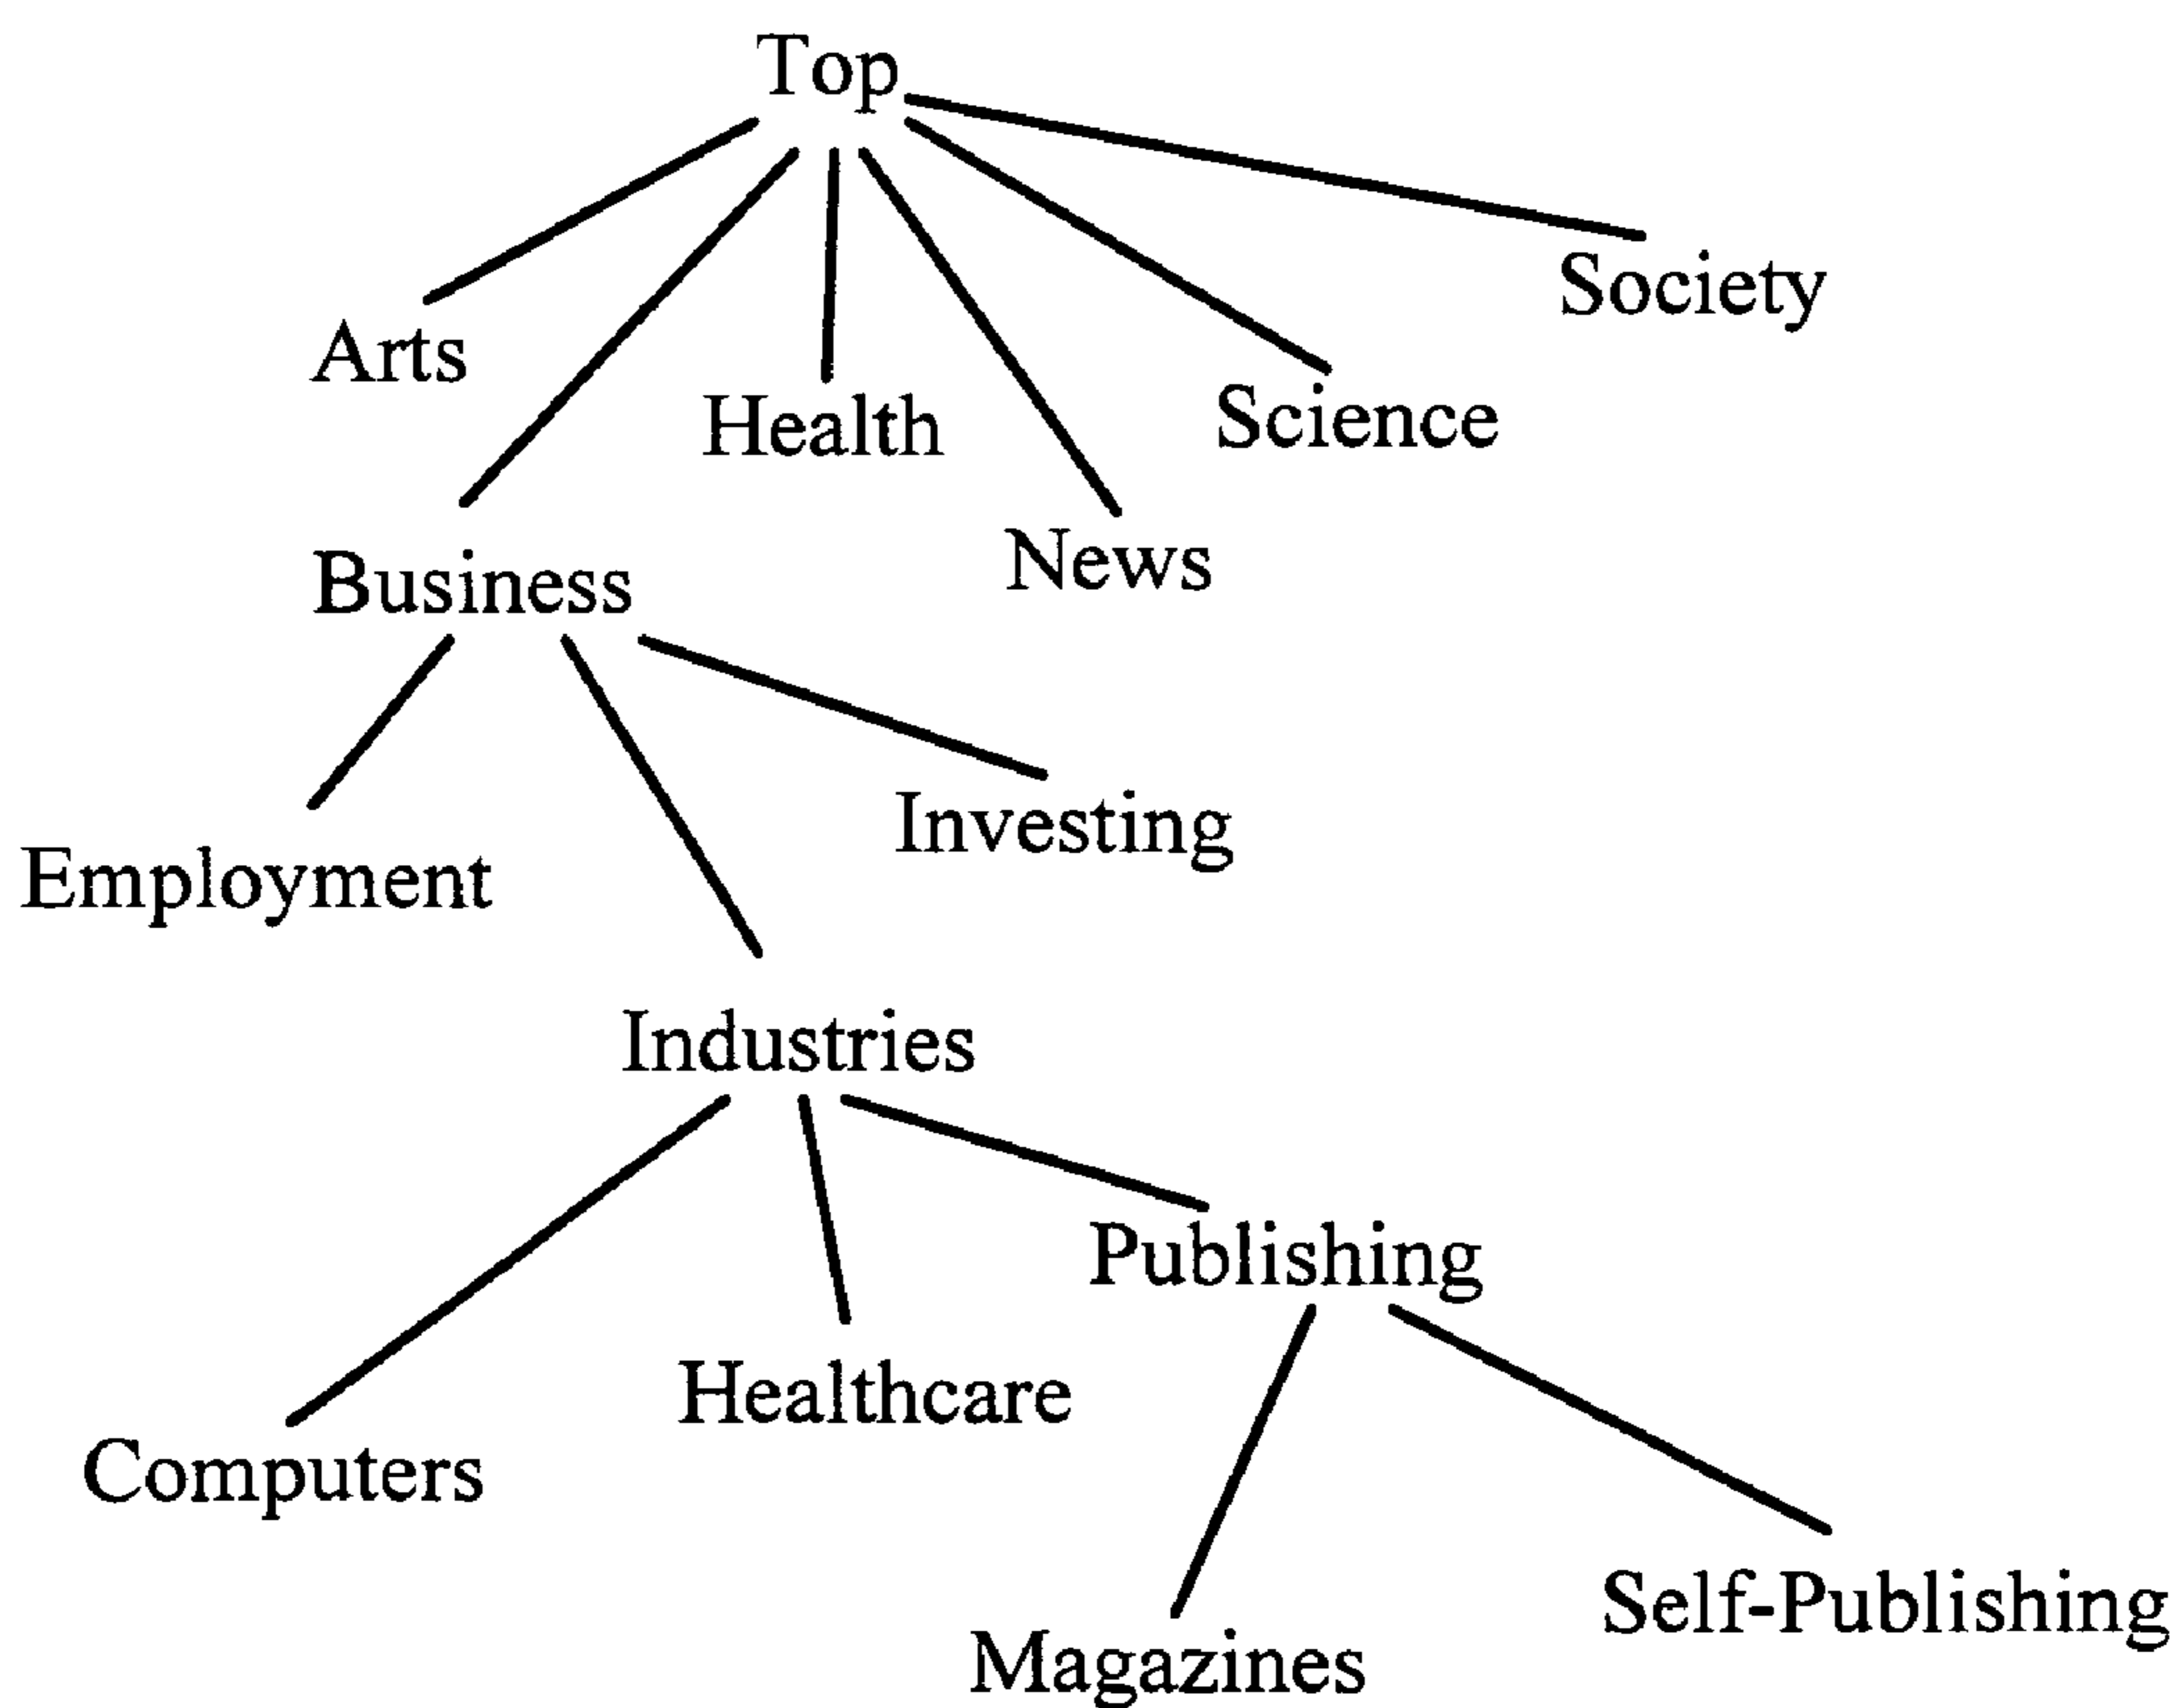 Top
Society
Arts
Health
Science
Business
News
Employment
Investing
Industries
Publishing
Healthcare
Computers
Self-Publishing
Magazines